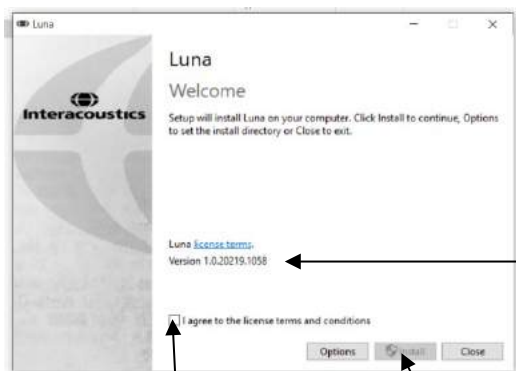 Luna
Luna
Welcome
Interacoustics
Setup will install Luna on your computer. Click Install to continue, Options
to set the install directory or Close to exit.
Luna license terms.
Version 1.0.20219.1058
I agree to the license terms and conditions
Options Install Close